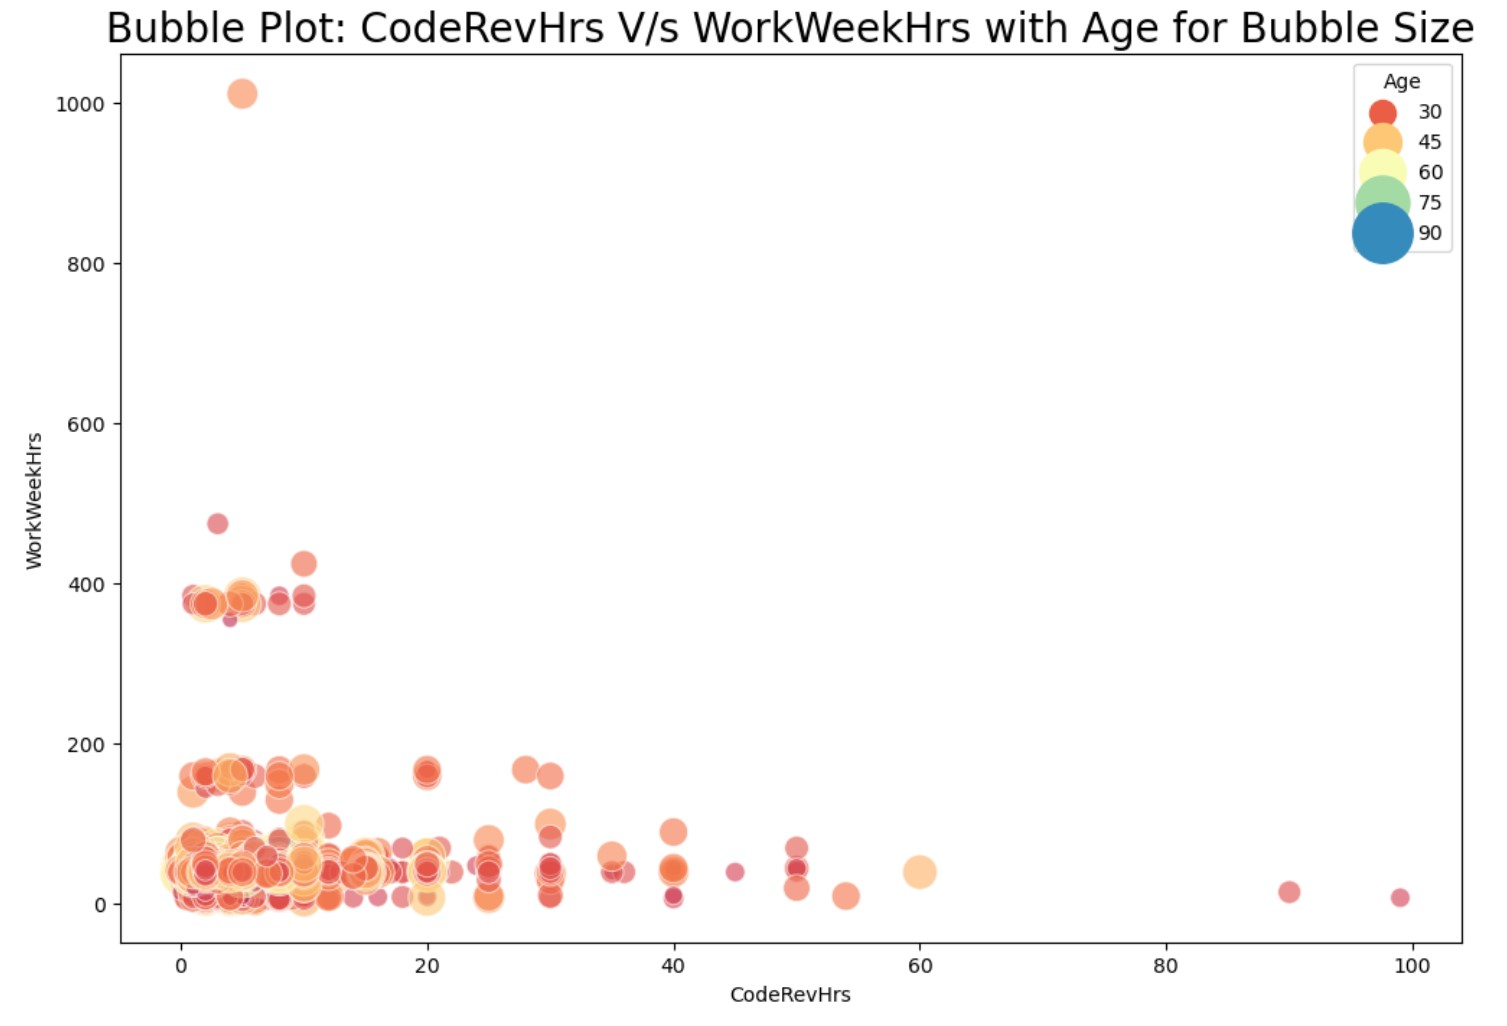 Bubble Plot: CodeRevHrs V/s WorkWeekHrs with Age for Bubble Size
Age
30
45
60
75
90
1000
800
600
400
200
0
WorkWeekHrs
0 20 40 60 80 100
CodeRevHrs